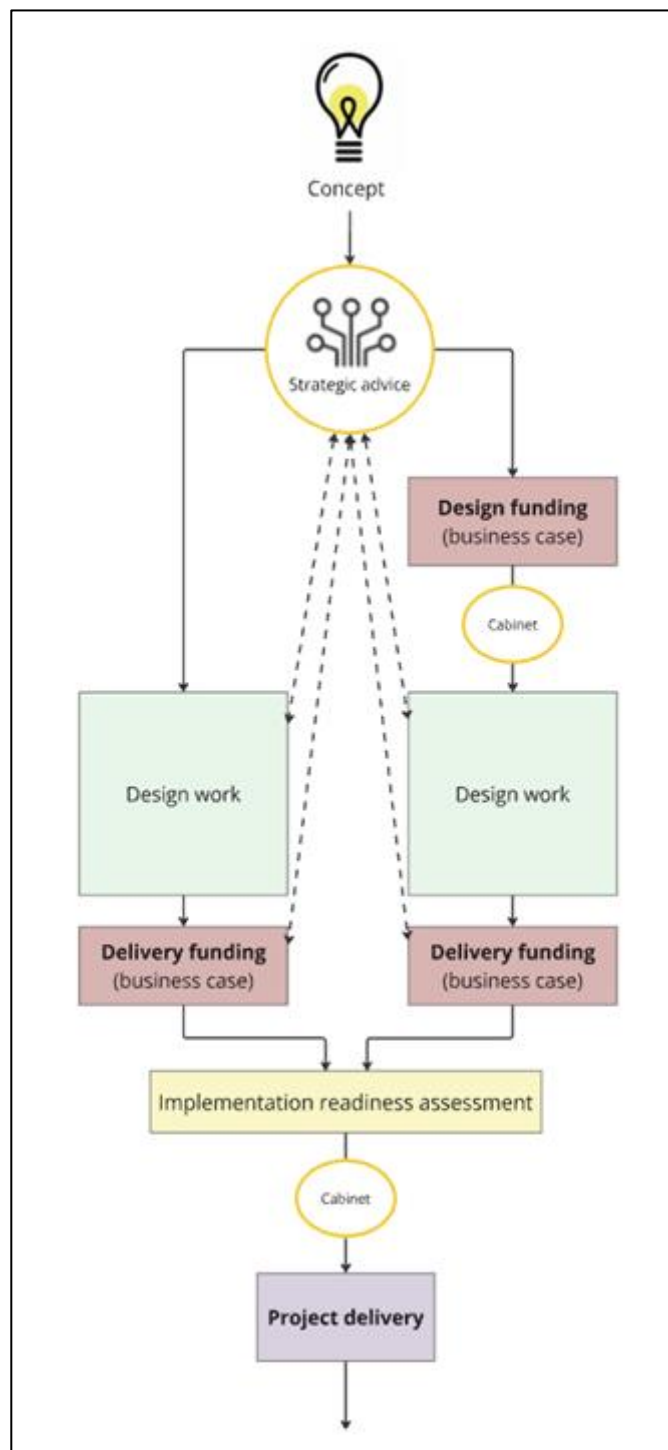 Concept
Strategic advice
Design funding
(business case)
Cabinet
Design work
Design work
Delivery funding
(business case)
Delivery funding
(business case)
Implementation readiness assessment
Cabinet
Project delivery